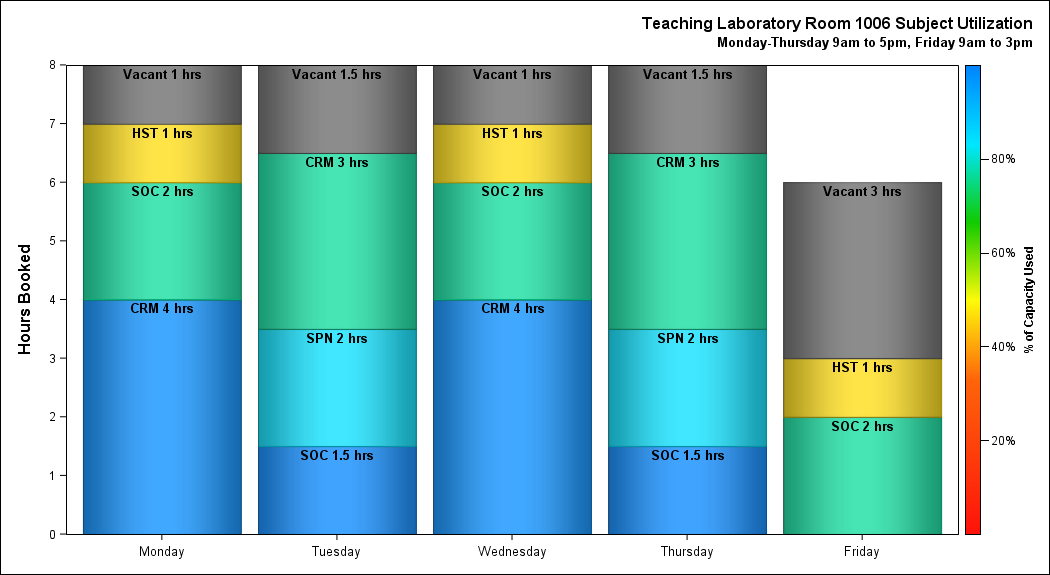 Teaching Laboratory Room 1006 Subject Utilization
Monday-Thursday 9am to 5pm, Friday 9am to 3pm
Hours Booked
8
7
6
5
4
3
2
1
0
Vacant 1 hrs
HST 1 hrs
SOC 2 hrs
CRM 4 hrs
Monday
Vacant 1.5 hrs
CRM 3 hrs
SPN 2 hrs
SOC 1.5 hrs
Tuesday
Vacant 1 hrs
HST 1 hrs
SOC 2 hrs
CRM 4 hrs
Wednesday
Vacant 1.5 hrs
CRM 3 hrs
SPN 2 hrs
SOC 1.5 hrs
Thursday
Vacant 3 hrs
HST 1 hrs
SOC 2 hrs
Friday
80%
60%
40%
20%
% of Capacity Used